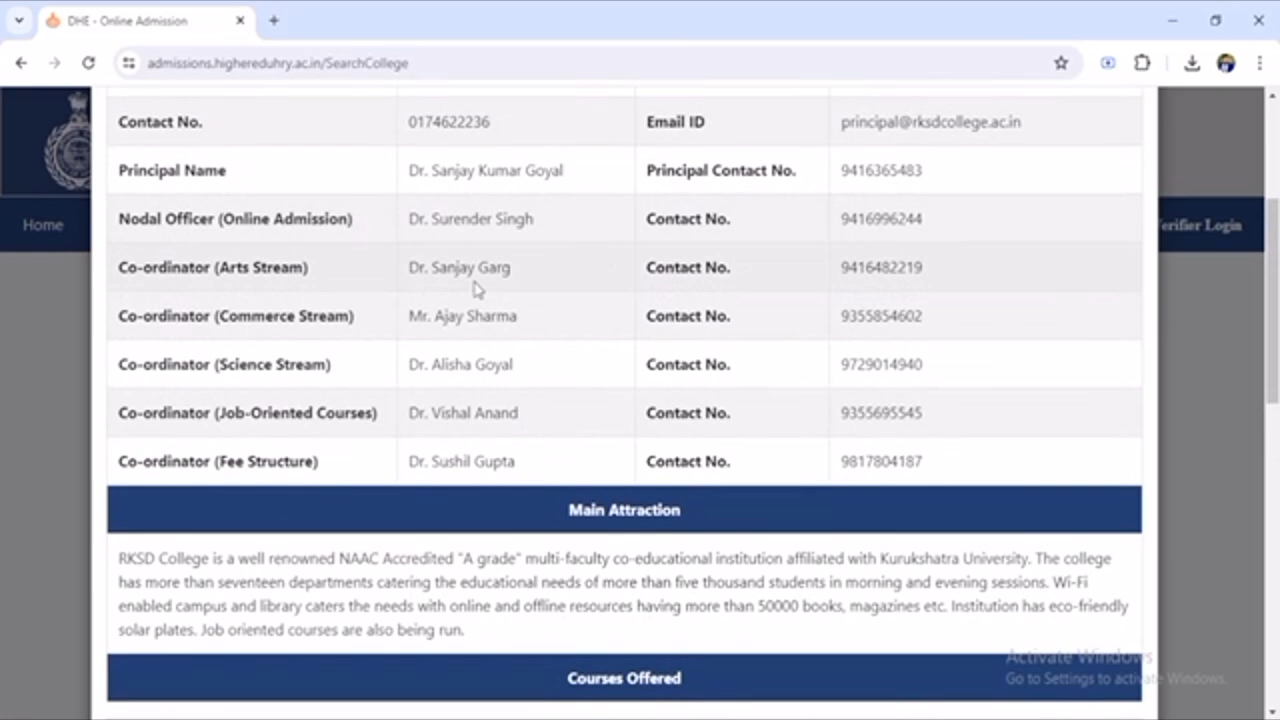 DHE - Online Admission
admissions.highereduhry.ac.in/SearchCollege
Contact No. 0174622236 Email ID principal@rksdcollege.ac.in
Principal Name Dr. Sanjay Kumar Goyal Principal Contact No. 9416365483
Home Nodal Officer (Online Admission) Dr. Surender Singh Contact No. 9416996244 Verifier Login
Co-ordinator (Arts Stream) Dr. Sanjay Garg Contact No. 9416482219
Co-ordinator (Commerce Stream) Mr. Ajay Sharma Contact No. 9355854602
Co-ordinator (Science Stream) Dr. Alisha Goyal Contact No. 9729014940
Co-ordinator (Job-Oriented Courses) Dr. Vishal Anand Contact No. 9355695545
Co-ordinator (Fee Structure) Dr. Sushil Gupta Contact No. 9817804187
Main Attraction
RKSD College is a well renowned NAAC Accredited "A grade" multi-faculty co-educational institution affiliated with Kurukshatra University. The college
has more than seventeen departments catering the educational needs of more than five thousand students in morning and evening sessions. Wi-Fi
enabled campus and library caters the needs with online and offline resources having more than 50000 books, magazines etc. Institution has eco-friendly
solar plates. Job oriented courses are also being run.
Activate Windows
Go to Settings to activate Windows.
Courses Offered